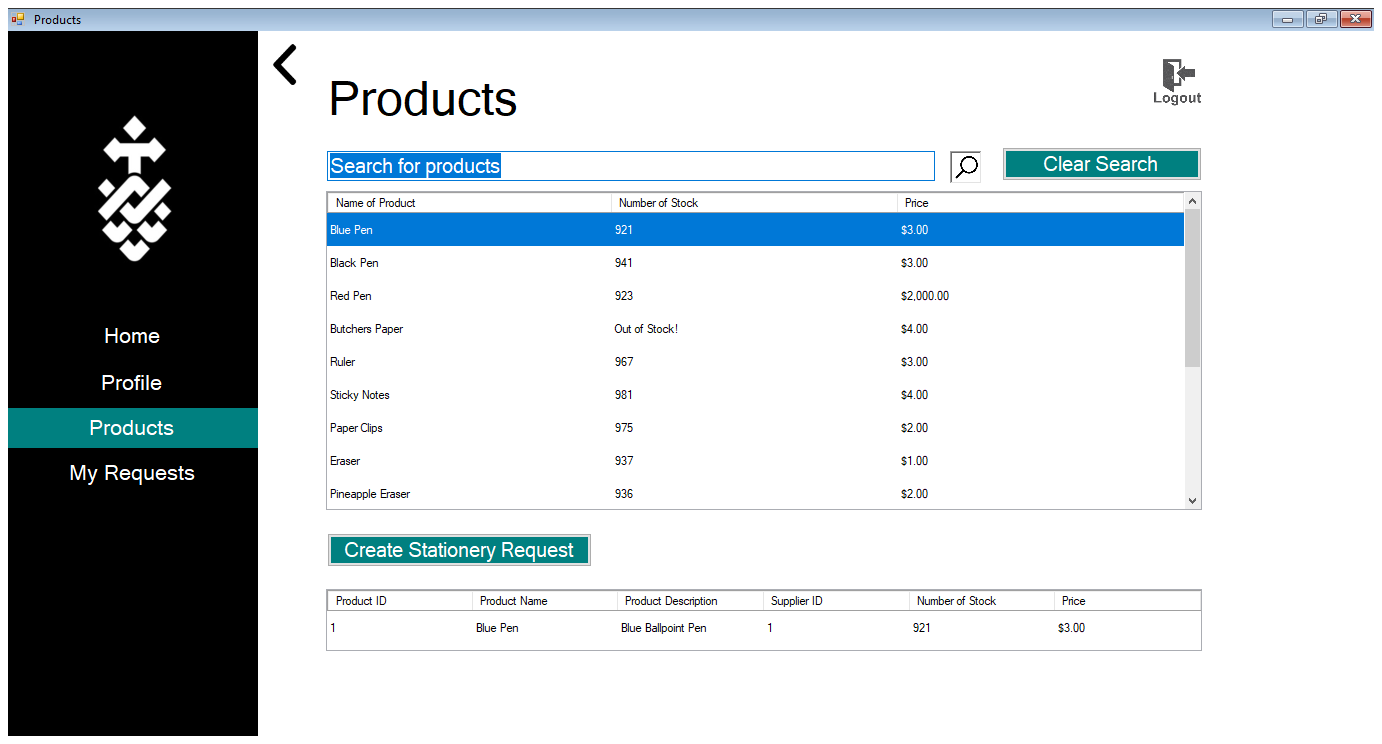 Products
Products
Logout
Search for products
Clear Search
Name of Product Number of Stock Price
Blue Pen 921 $3.00
Black Pen 941 $3.00
Red Pen 923 $2,000.00
Butchers Paper Out of Stock! $4.00
Ruler 967 $3.00
Sticky Notes 981 $4.00
Paper Clips 975 $2.00
Eraser 937 $1.00
Pineapple Eraser 936 $2.00
Home
Profile
Products
My Requests
Create Stationery Request
Product ID Product Name Product Description Supplier ID Number of Stock Price
1 Blue Pen Blue Ballpoint Pen 1 921 $3.00